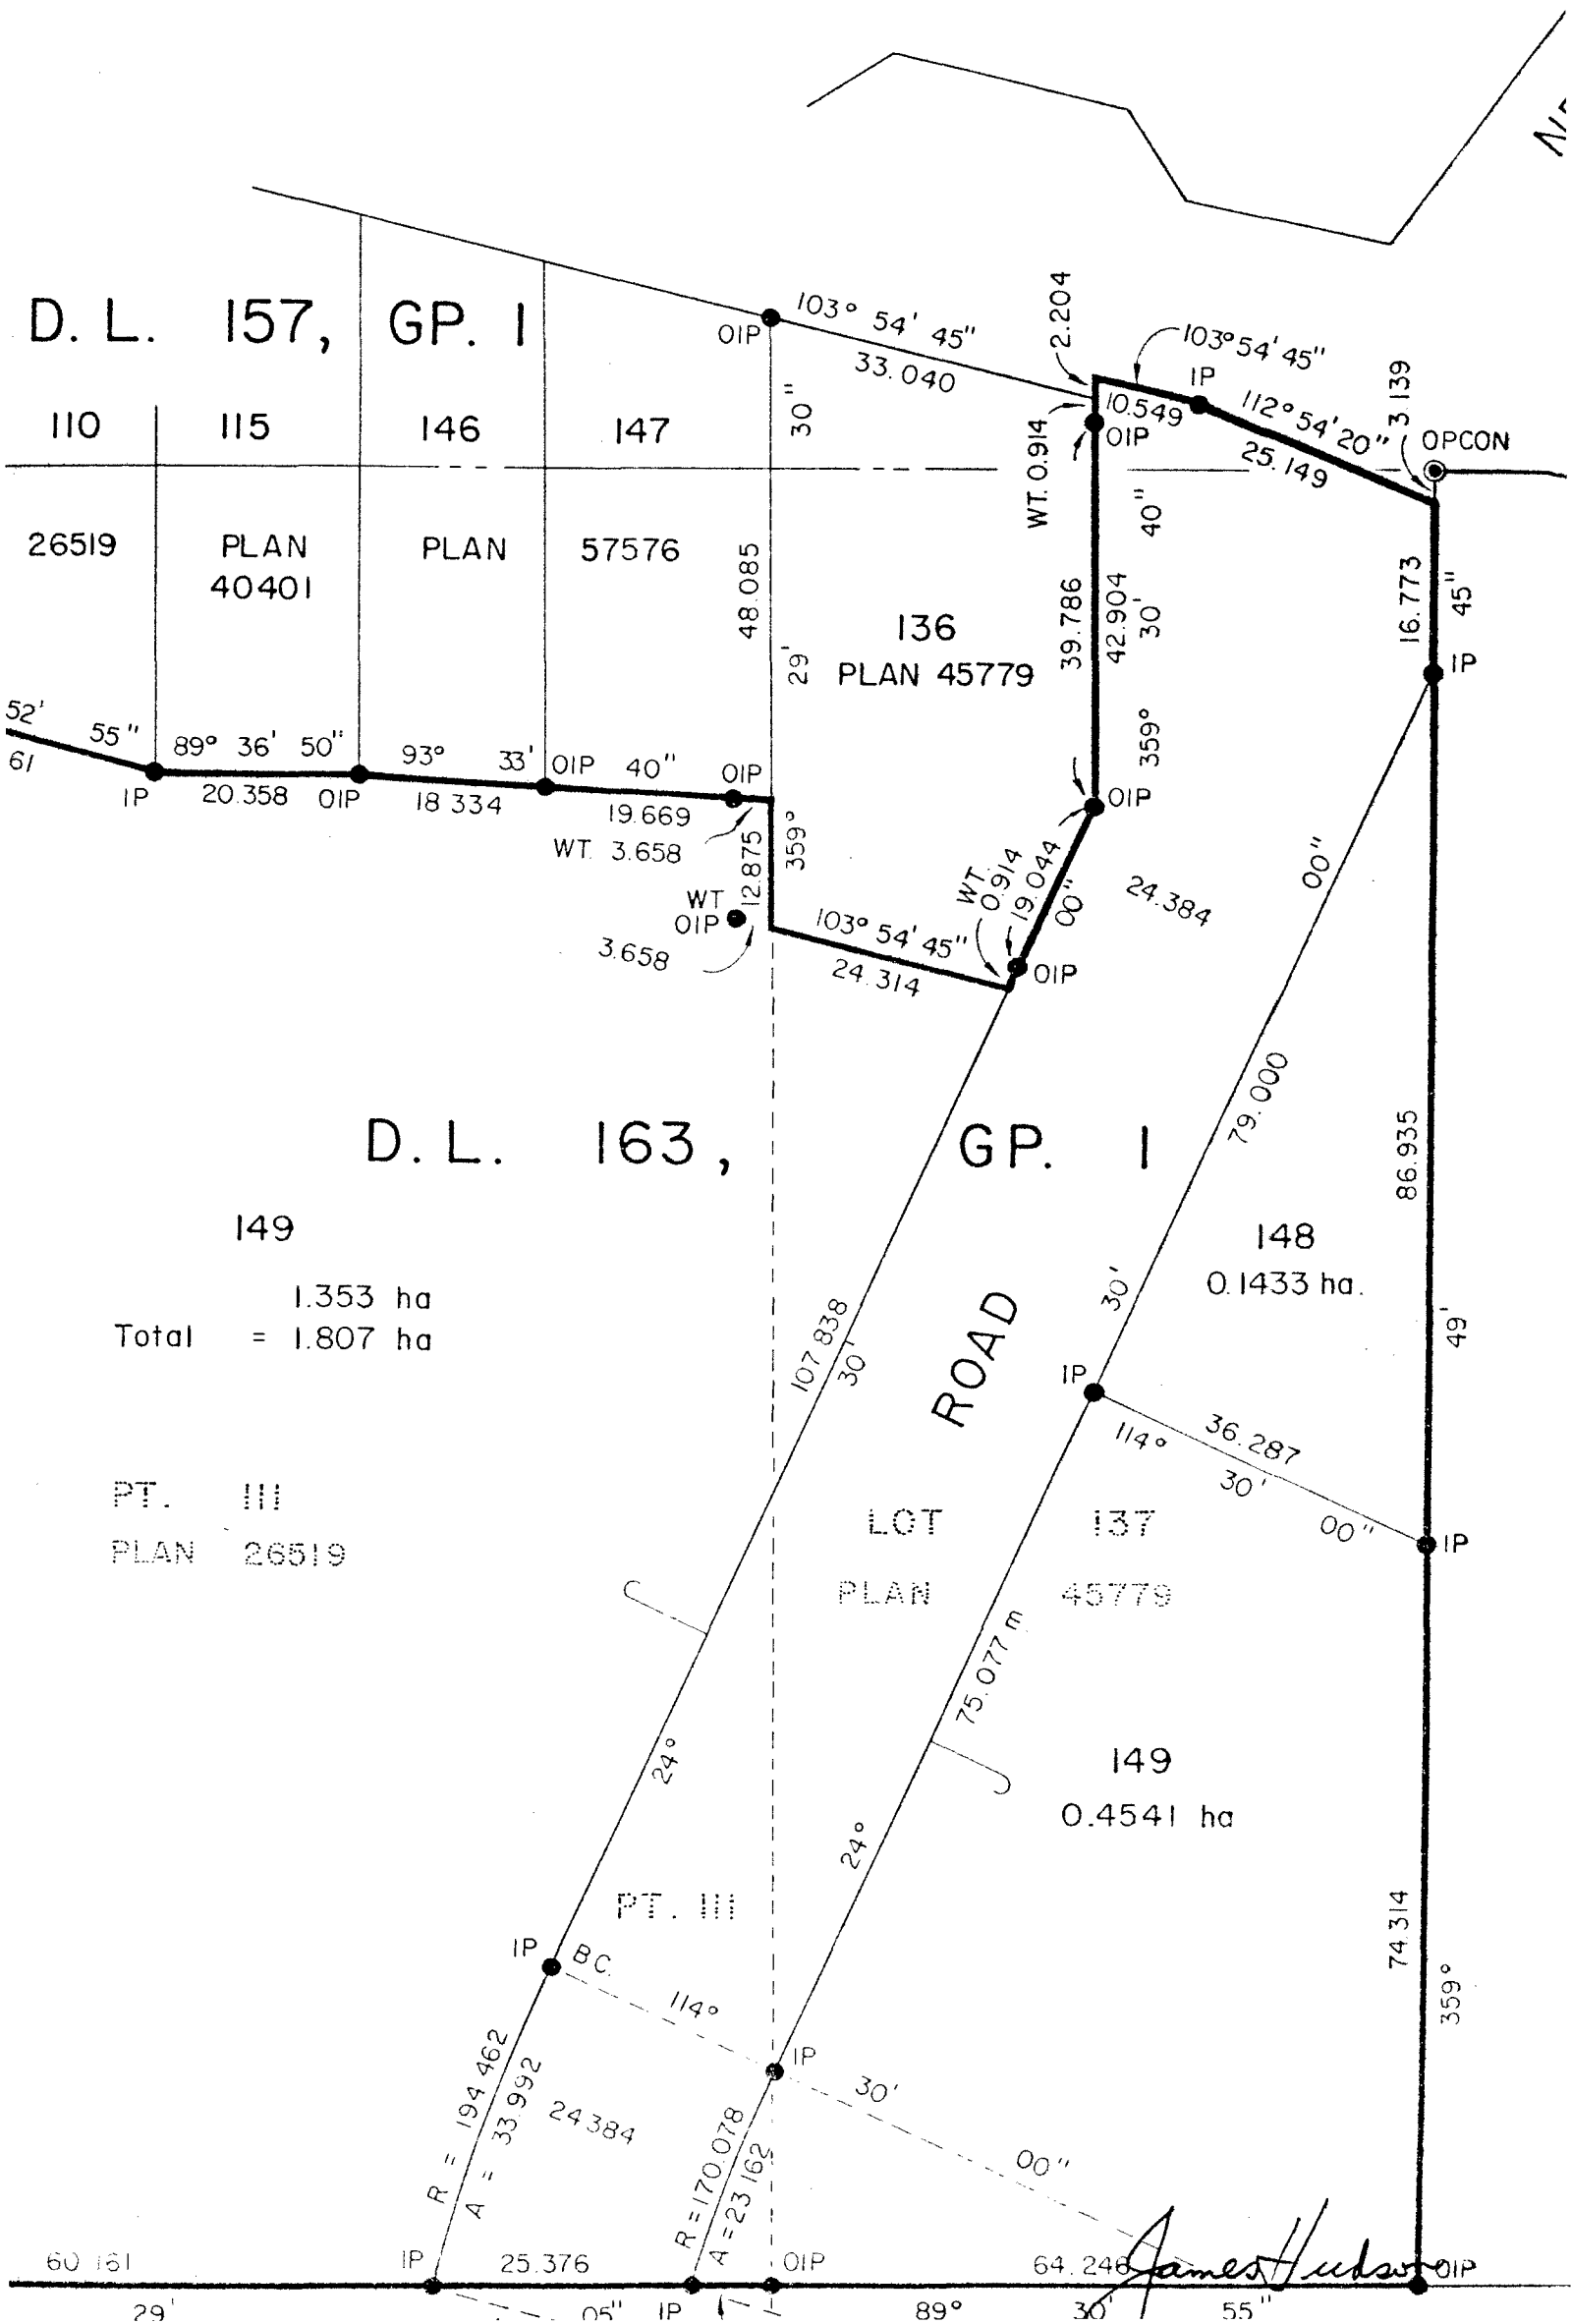 D. L. 157, GP. 1
110
115
146
147
26519
PLAN
40401
PLAN
57576
OIP
103° 54' 45"
33.040
30"
48.085
29'
136
PLAN 45779
2.204
103°54'45"
IP
10.549
OIP
WT. 0.914
112°54'20"
25.149
3.139
OPCON
40"
39.786
42.904
30'
359°
16.773
45"
IP
52'
55"
61
89° 36' 50"
IP
20.358
OIP
93°
33'
18 334
OIP
40"
OIP
19.669
WT. 3.658
12.875
359°
WT
OIP
3.658
103° 54' 45"
24.314
WT.
0.914
19.044
00"
OIP
OIP
24.384
00"
79.000
86.935
D. L. 163, GP. 1
149
1.353 ha
Total = 1.807 ha
148
0.1433 ha.
30'
49'
107.838
30'
ROAD
IP
114°
36.287
30'
00"
IP
PT. 111
PLAN 26519
LOT 137
PLAN 45779
75.077 m
24°
149
0.4541 ha
24°
PT. 111
74.314
359°
IP
BC.
114°
IP
30'
00"
R = 194 462
A = 33.992
24384
R = 170.078
A = 23 162
60 161
IP
25.376
OIP
64.246
James Hudson
OIP
29'
05"
IP
89°
30'
55"